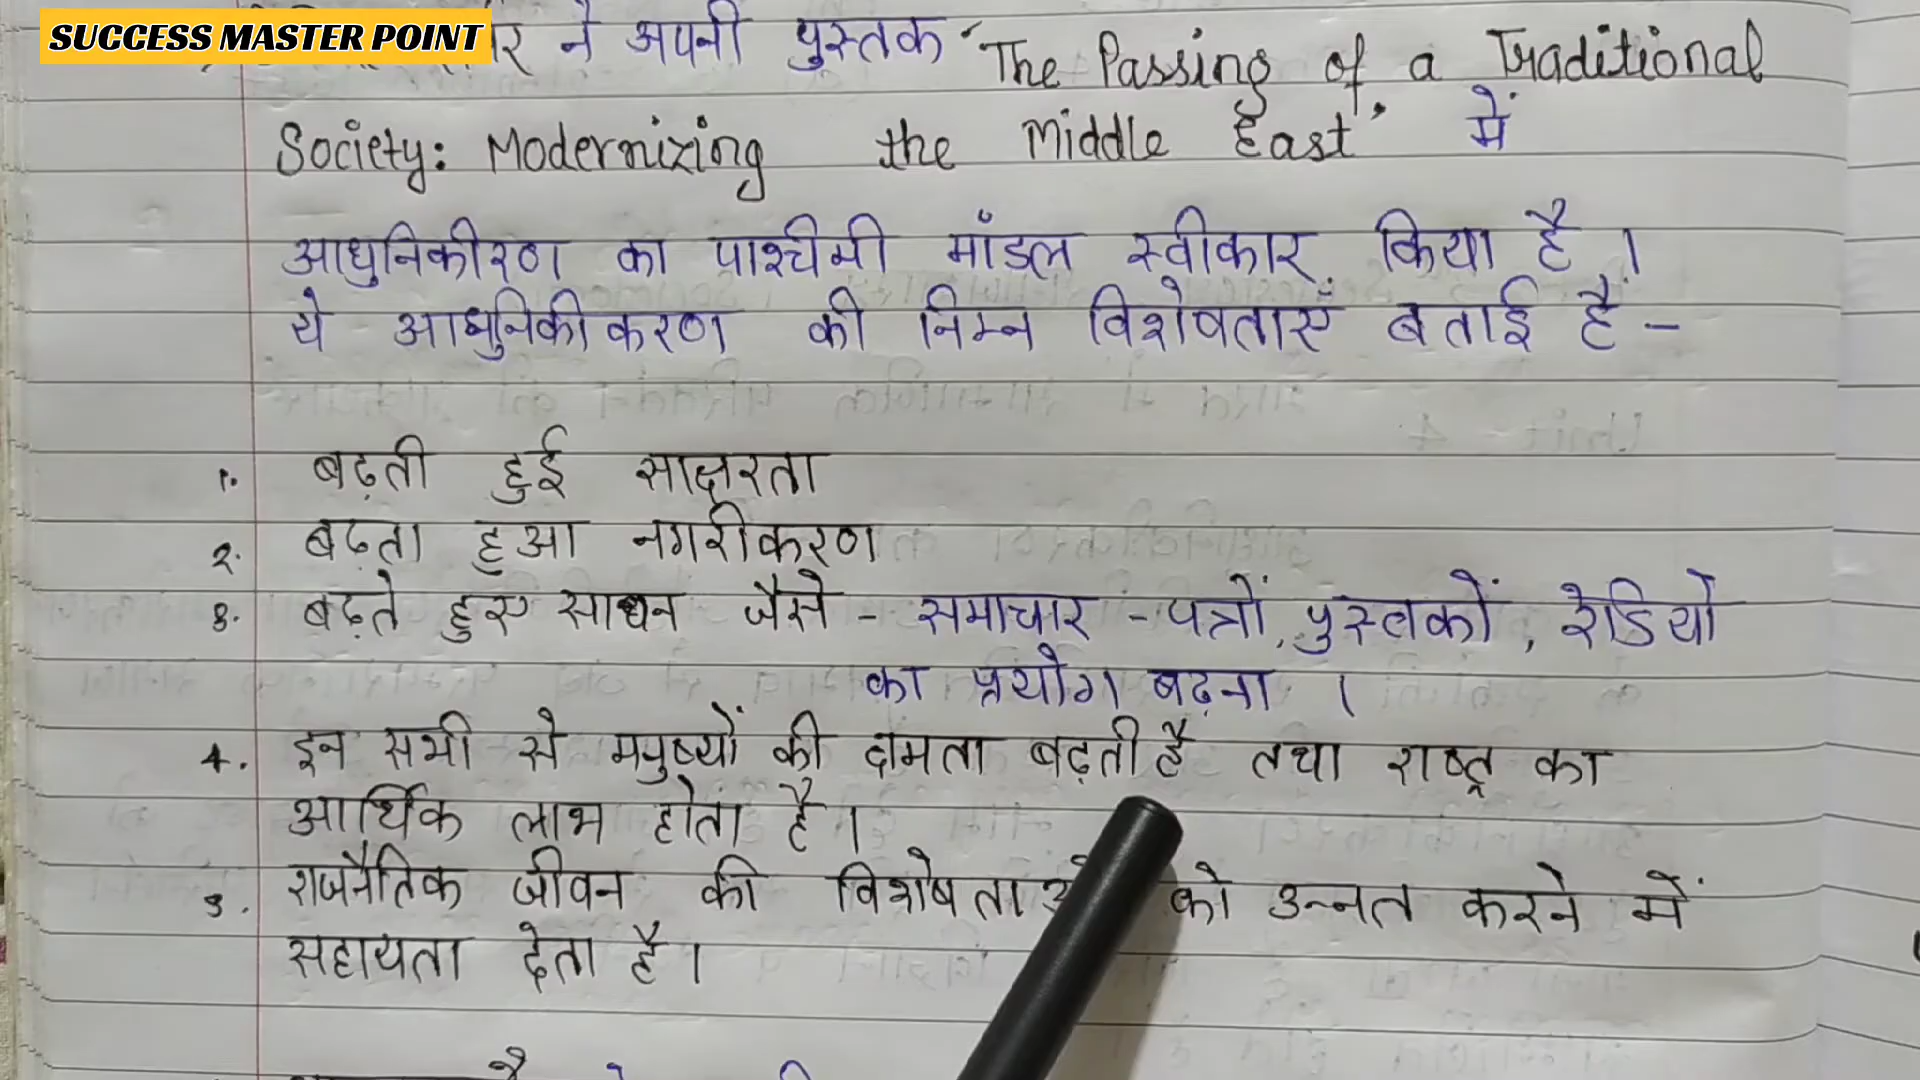 SUCCESS MASTER POINT
ने अपनी पुस्तक 'The Passing of a Traditional
Society: Modernizing the Middle East' में
आधुनिकीरण का पाश्चीमी मॉडल स्वीकार किया है ।
ये आधुनिकीकरण की निम्न विशेषताएँ बताई हैं -
1. बढ़ती हुई साक्षरता
2. बढ़ता हुआ नगरीकरण
3. बढ़ते हुए साधन जैसे - समाचार - पत्रों, पुस्तकों, रेडियो
का प्रयोग बढ़ना ।
4. इन सभी से मनुष्यों की क्षमता बढ़ती है तथा राष्ट्र का
आर्थिक लाभ होता है ।
5. राजनैतिक जीवन की को उन्नत करने में
सहायता देता है ।